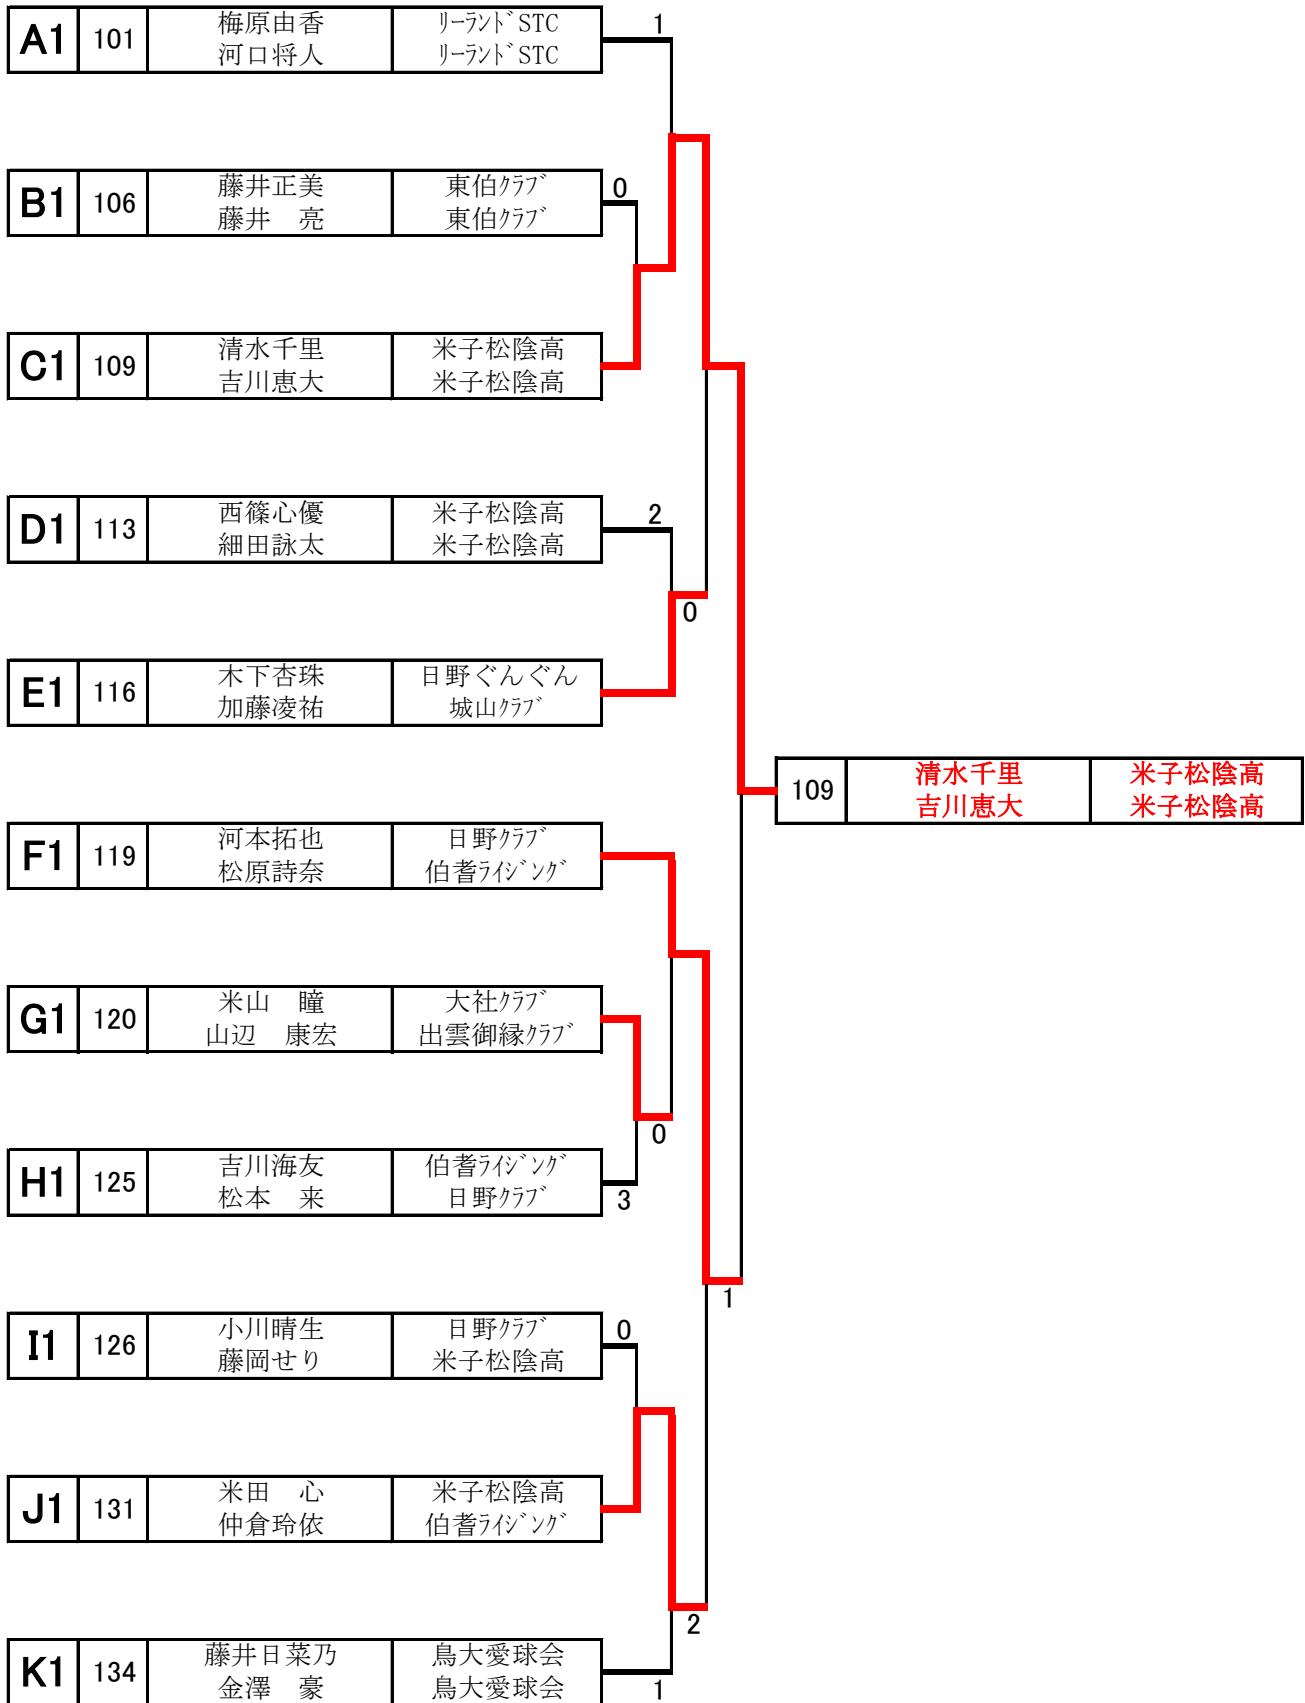 A1 101 梅原由香 リーランドSTC
河口将人 リーランドSTC
1
B1 106 藤井正美 東伯クラブ
藤井　亮 東伯クラブ
0
C1 109 清水千里 米子松陰高
吉川恵大 米子松陰高
D1 113 西篠心優 米子松陰高
細田詠太 米子松陰高
2
0
E1 116 木下杏珠 日野ぐんぐん
加藤凌祐 城山クラブ
109 清水千里 米子松陰高
吉川恵大 米子松陰高
F1 119 河本拓也 日野クラブ
松原詩奈 伯耆ライジング
G1 120 米山　瞳 大社クラブ
山辺　康宏 出雲御縁クラブ
0
H1 125 吉川海友 伯耆ライジング
松本　来 日野クラブ
3
1
I1 126 小川晴生 日野クラブ
藤岡せり 米子松陰高
0
J1 131 米田　心 米子松陰高
仲倉玲依 伯耆ライジング
2
K1 134 藤井日菜乃 鳥大愛球会
金澤　豪 鳥大愛球会
1